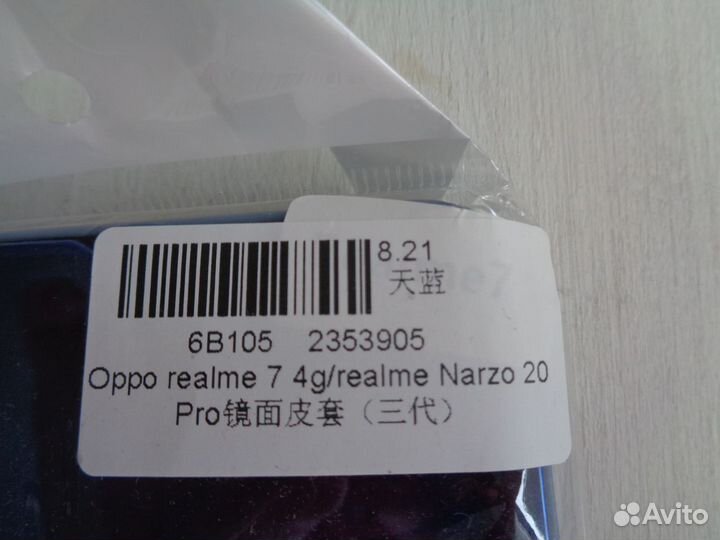 8.21
天蓝
6B105 2353905
Oppo realme 7 4g/realme Narzo 20
Pro镜面皮套（三代）
Avito